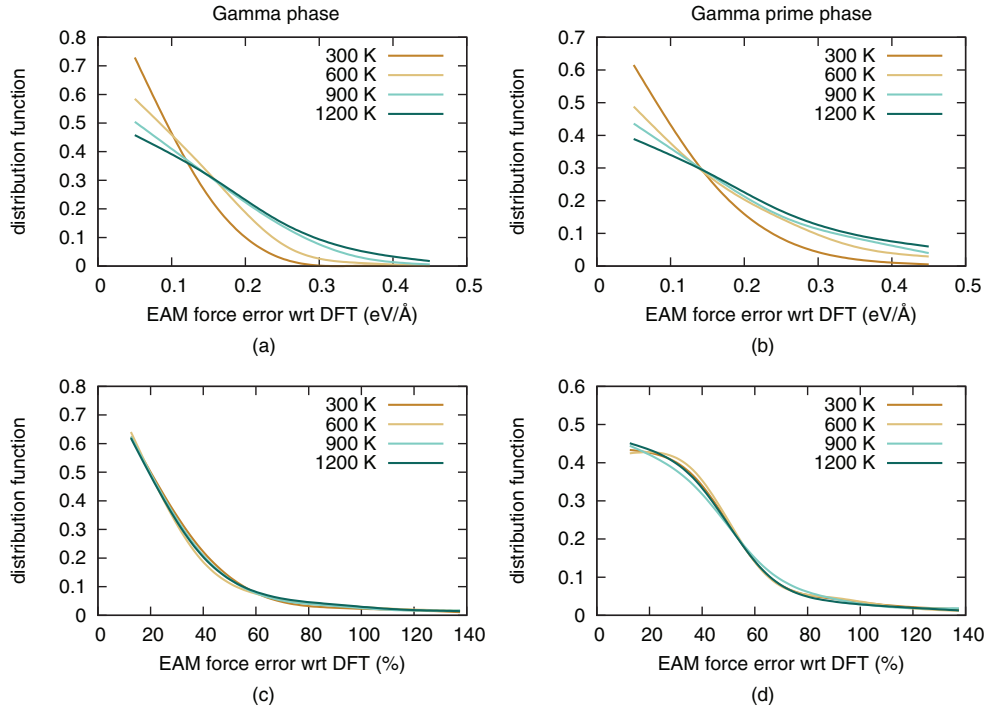 Gamma phase
0.8
0.7
0.6
0.5
0.4
0.3
0.2
0.1
0
0
0.1
0.2
0.3
0.4
0.5
distribution function
EAM force error wrt DFT (eV/Å)
300 K
600 K
900 K
1200 K
(a)
Gamma prime phase
0.7
0.6
0.5
0.4
0.3
0.2
0.1
0
0
0.1
0.2
0.3
0.4
0.5
distribution function
EAM force error wrt DFT (eV/Å)
300 K
600 K
900 K
1200 K
(b)
0.8
0.7
0.6
0.5
0.4
0.3
0.2
0.1
0
0
20
40
60
80
100
120
140
distribution function
EAM force error wrt DFT (%)
300 K
600 K
900 K
1200 K
(c)
0.6
0.5
0.4
0.3
0.2
0.1
0
0
20
40
60
80
100
120
140
distribution function
EAM force error wrt DFT (%)
300 K
600 K
900 K
1200 K
(d)